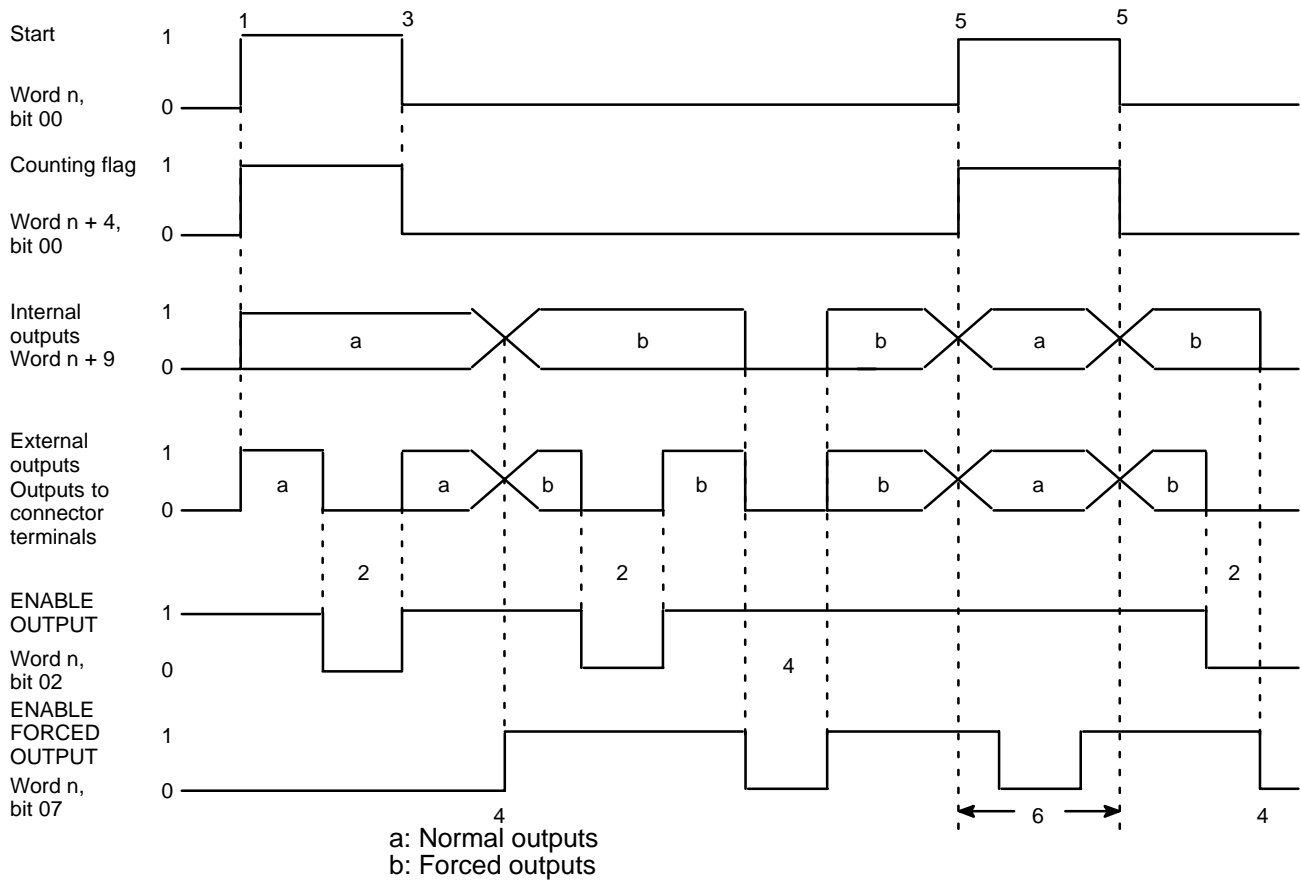 1 3 5 5
Start 1
Word n, 0
bit 00
Counting flag 1
Word n + 4, 0
bit 00
Internal 1
outputs a b b a b
Word n + 9 0
External 1
outputs
Outputs to a a b b b a b
connector 0
terminals
2 2 2
ENABLE 1
OUTPUT
Word n, 0 4
bit 02
ENABLE
FORCED 1
OUTPUT
Word n, 0
bit 07
4 6 4
a: Normal outputs
b: Forced outputs